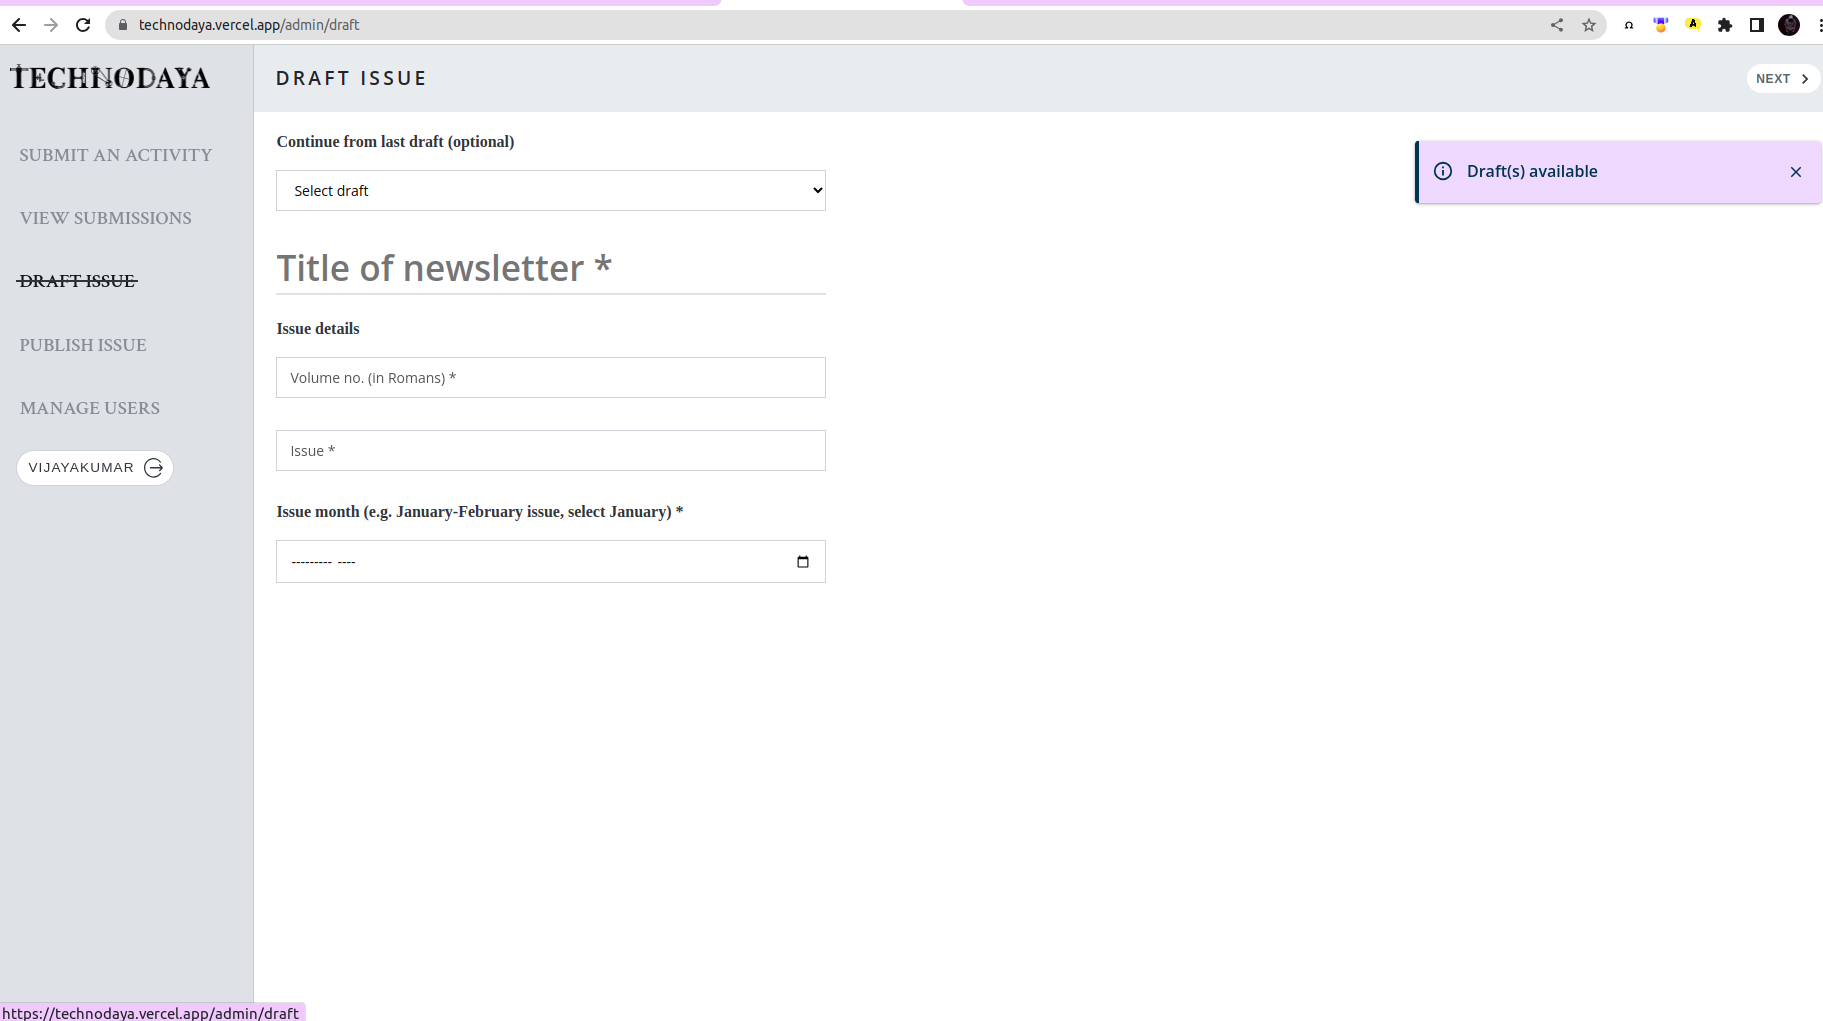 technodaya.vercel.app/admin/draft
TECHNODAYA
DRAFT ISSUE
NEXT
SUBMIT AN ACTIVITY
VIEW SUBMISSIONS
DRAFT ISSUE
PUBLISH ISSUE
MANAGE USERS
VIJAYAKUMAR
Continue from last draft (optional)
Select draft
Draft(s) available
Title of newsletter *
Issue details
Volume no. (in Romans) *
Issue *
Issue month (e.g. January-February issue, select January) *
--------- ----
https://technodaya.vercel.app/admin/draft